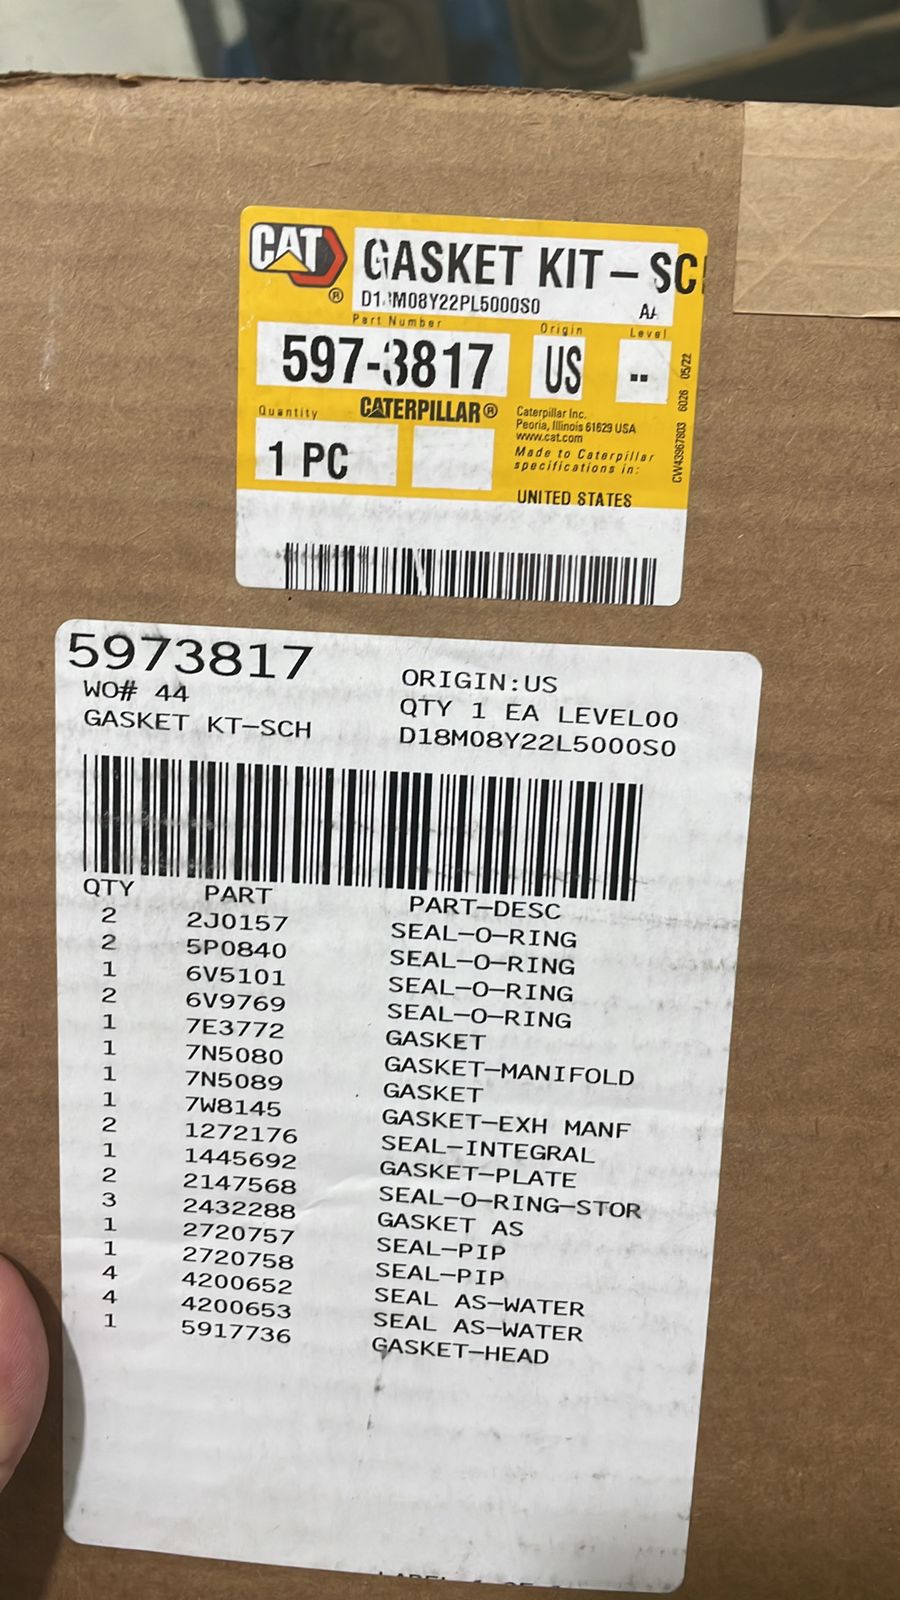 CAT ®
GASKET KIT-SC
D18M08Y22PL5000S0 AA
Part Number Origin Level
597-3817 US --
Quantity CATERPILLAR®
1 PC
Caterpillar Inc.
Peoria, Illinois 61629 USA
www.cat.com
Made to Caterpillar
specifications in:
UNITED STATES
CW43967803 6026 05/22
5973817
WO# 44
GASKET KT-SCH
ORIGIN:US
QTY 1 EA LEVEL00
D18M08Y22L5000S0
QTY PART PART-DESC
2 2J0157 SEAL-O-RING
2 5P0840 SEAL-O-RING
1 6V5101 SEAL-O-RING
2 6V9769 SEAL-O-RING
1 7E3772 GASKET
1 7N5080 GASKET-MANIFOLD
1 7N5089 GASKET
1 7W8145 GASKET-EXH MANF
2 1272176 SEAL-INTEGRAL
1 1445692 GASKET-PLATE
2 2147568 SEAL-O-RING-STOR
3 2432288 GASKET AS
1 2720757 SEAL-PIP
1 2720758 SEAL-PIP
4 4200652 SEAL AS-WATER
4 4200653 SEAL AS-WATER
1 5917736 GASKET-HEAD